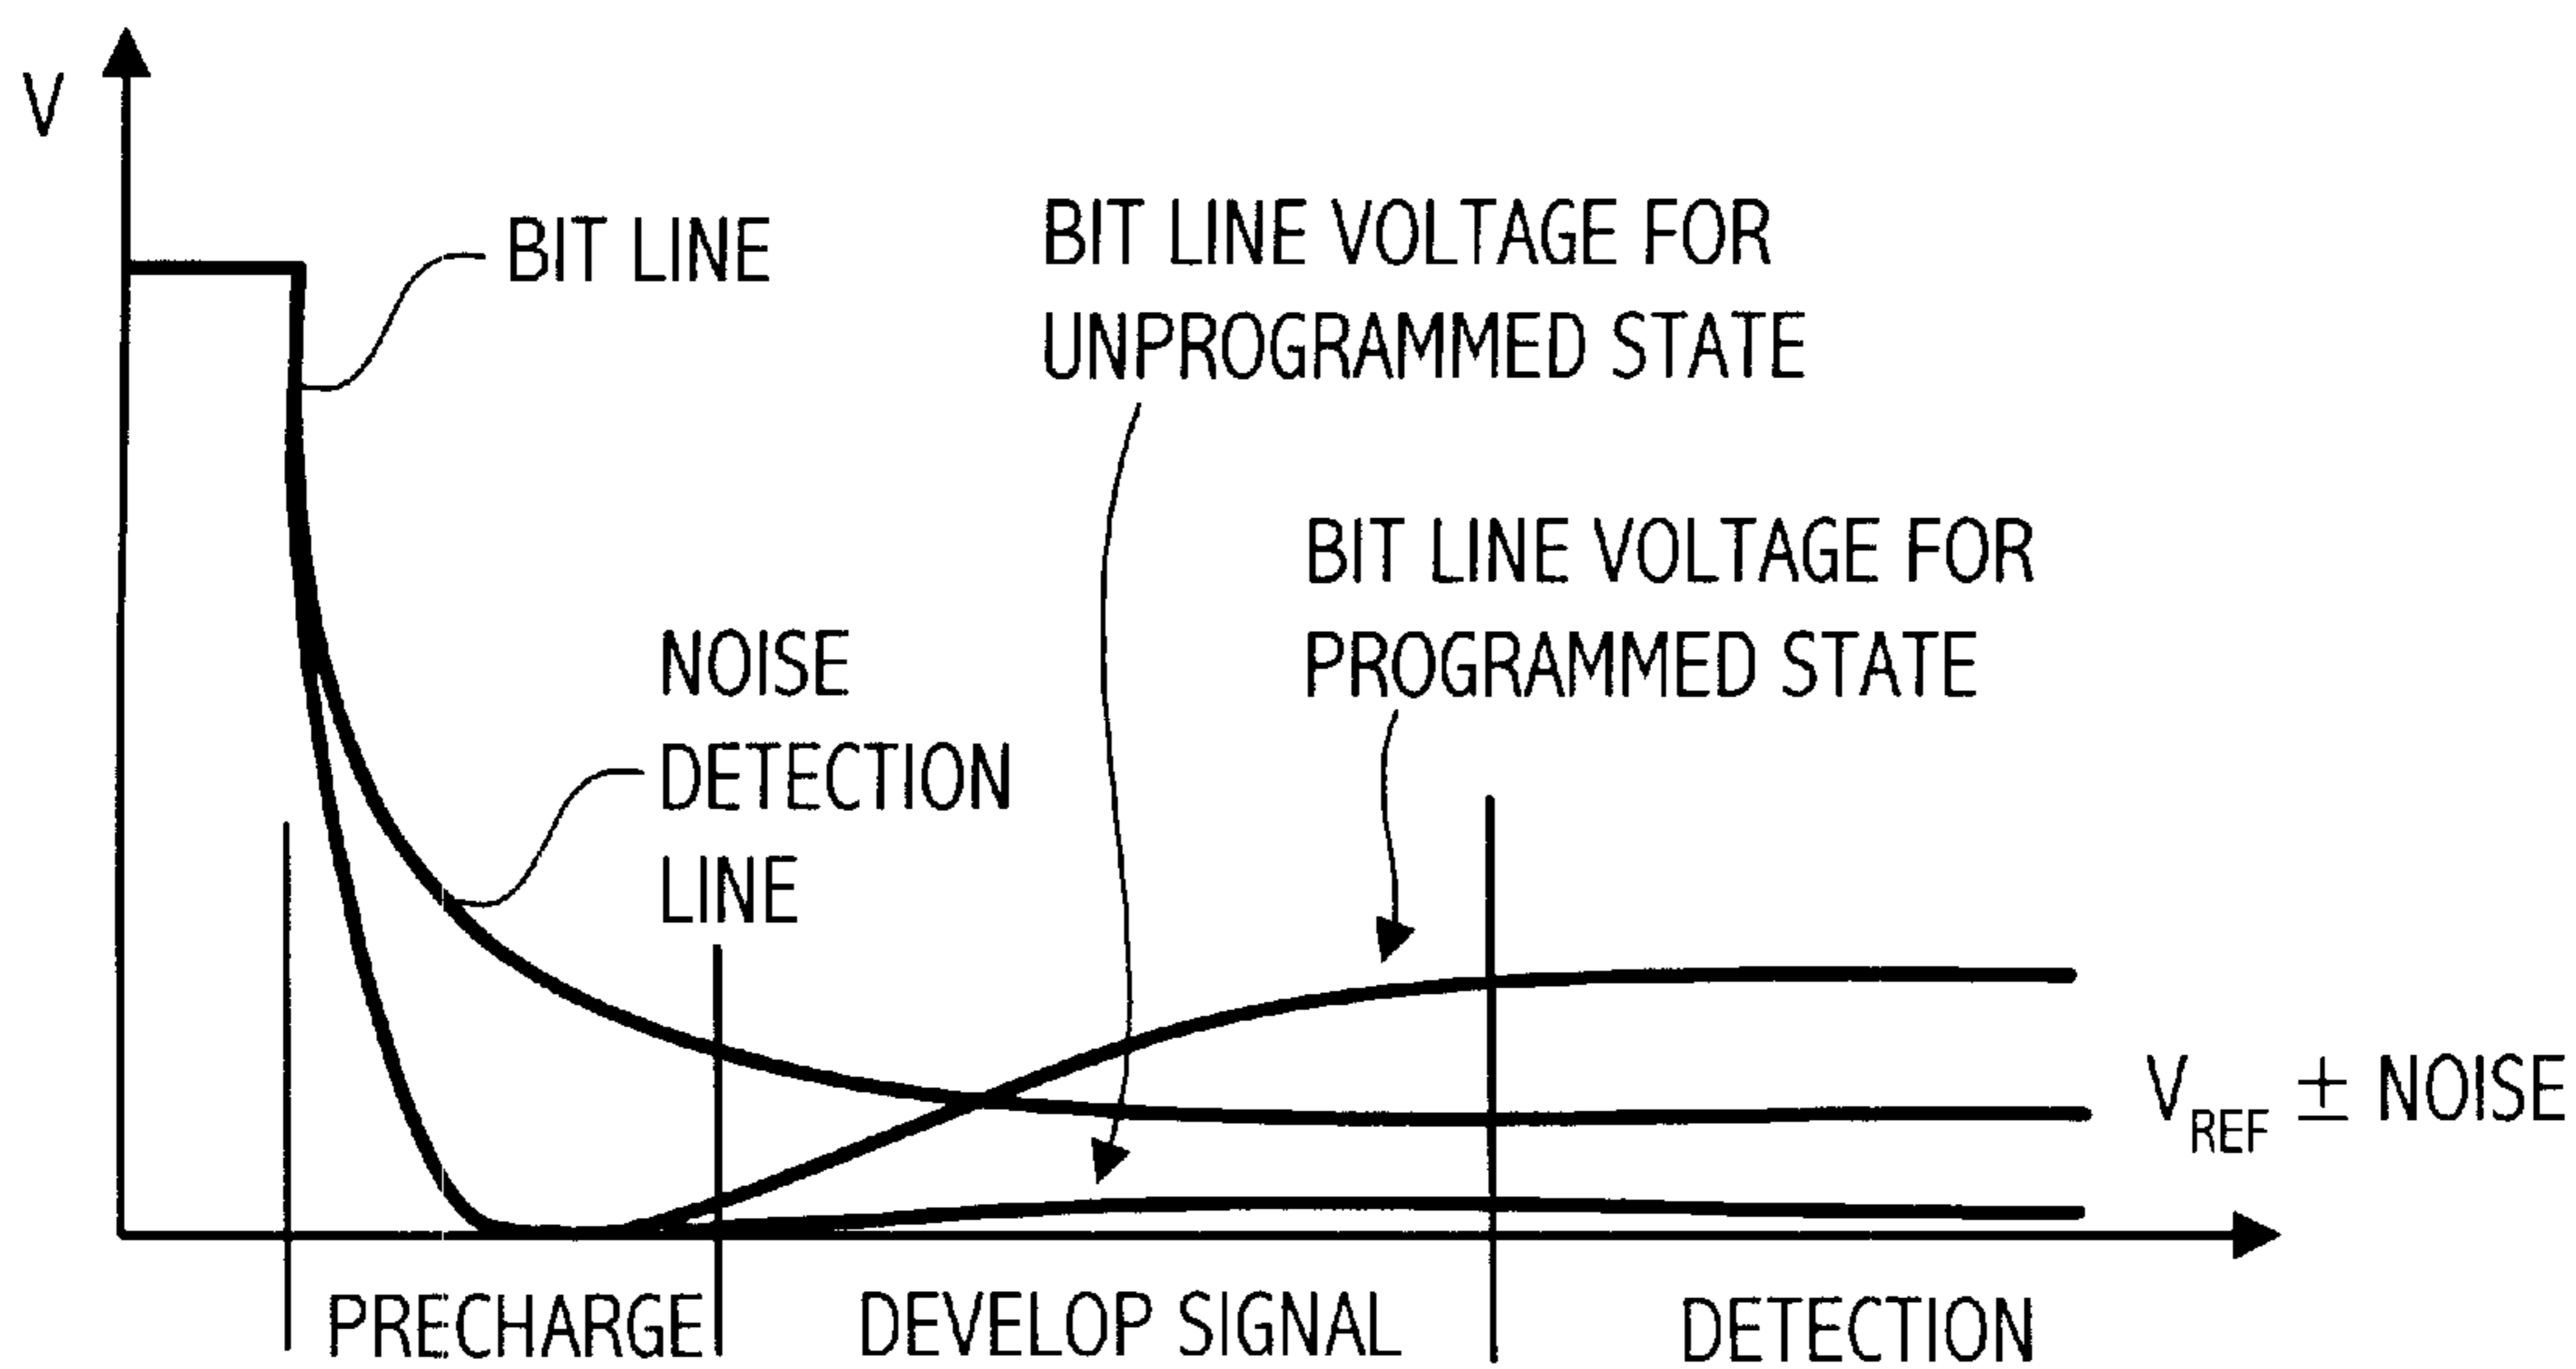 V
BIT LINE
BIT LINE VOLTAGE FOR
UNPROGRAMMED STATE
BIT LINE VOLTAGE FOR
PROGRAMMED STATE
NOISE
DETECTION
LINE
VREF ± NOISE
PRECHARGE
DEVELOP SIGNAL
DETECTION